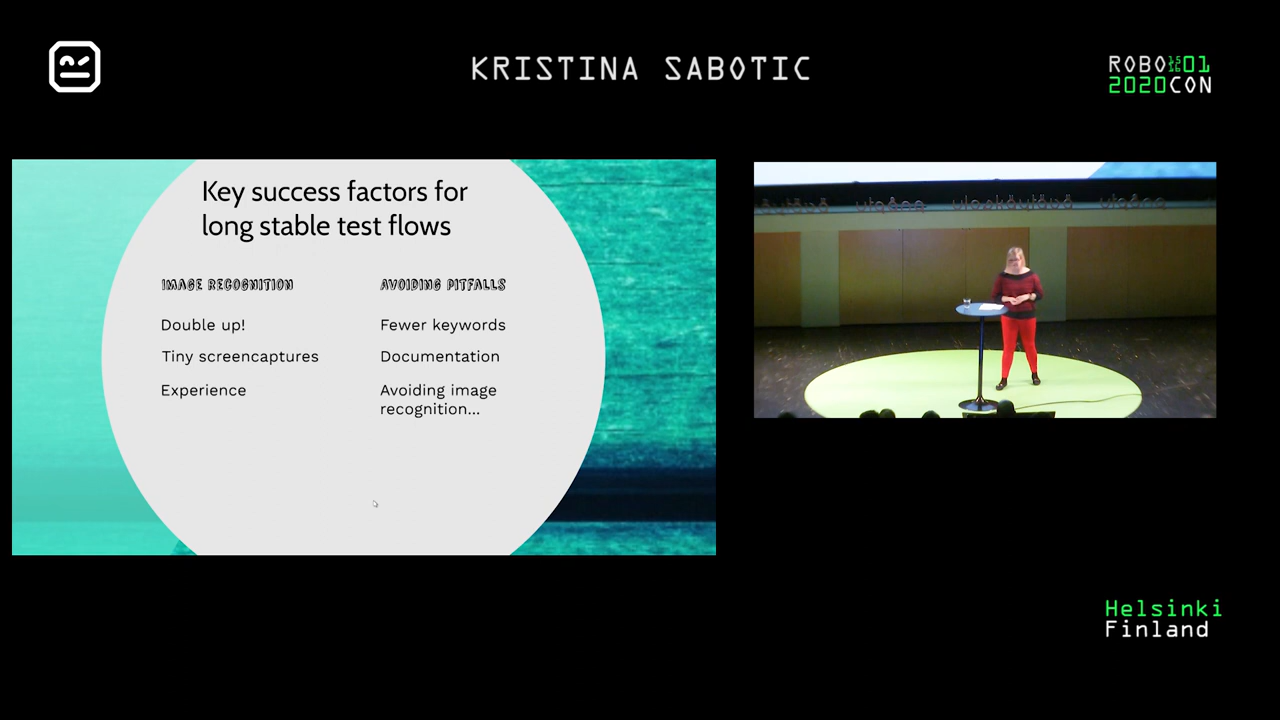 KRISTINA SABOTIC
ROBO 01
2020CON
Key success factors for
long stable test flows
IMAGE RECOGNITION
AVOIDING PITFALLS
Double up!
Fewer keywords
Tiny screencaptures
Documentation
Experience
Avoiding image
recognition...
Helsinki
Finland